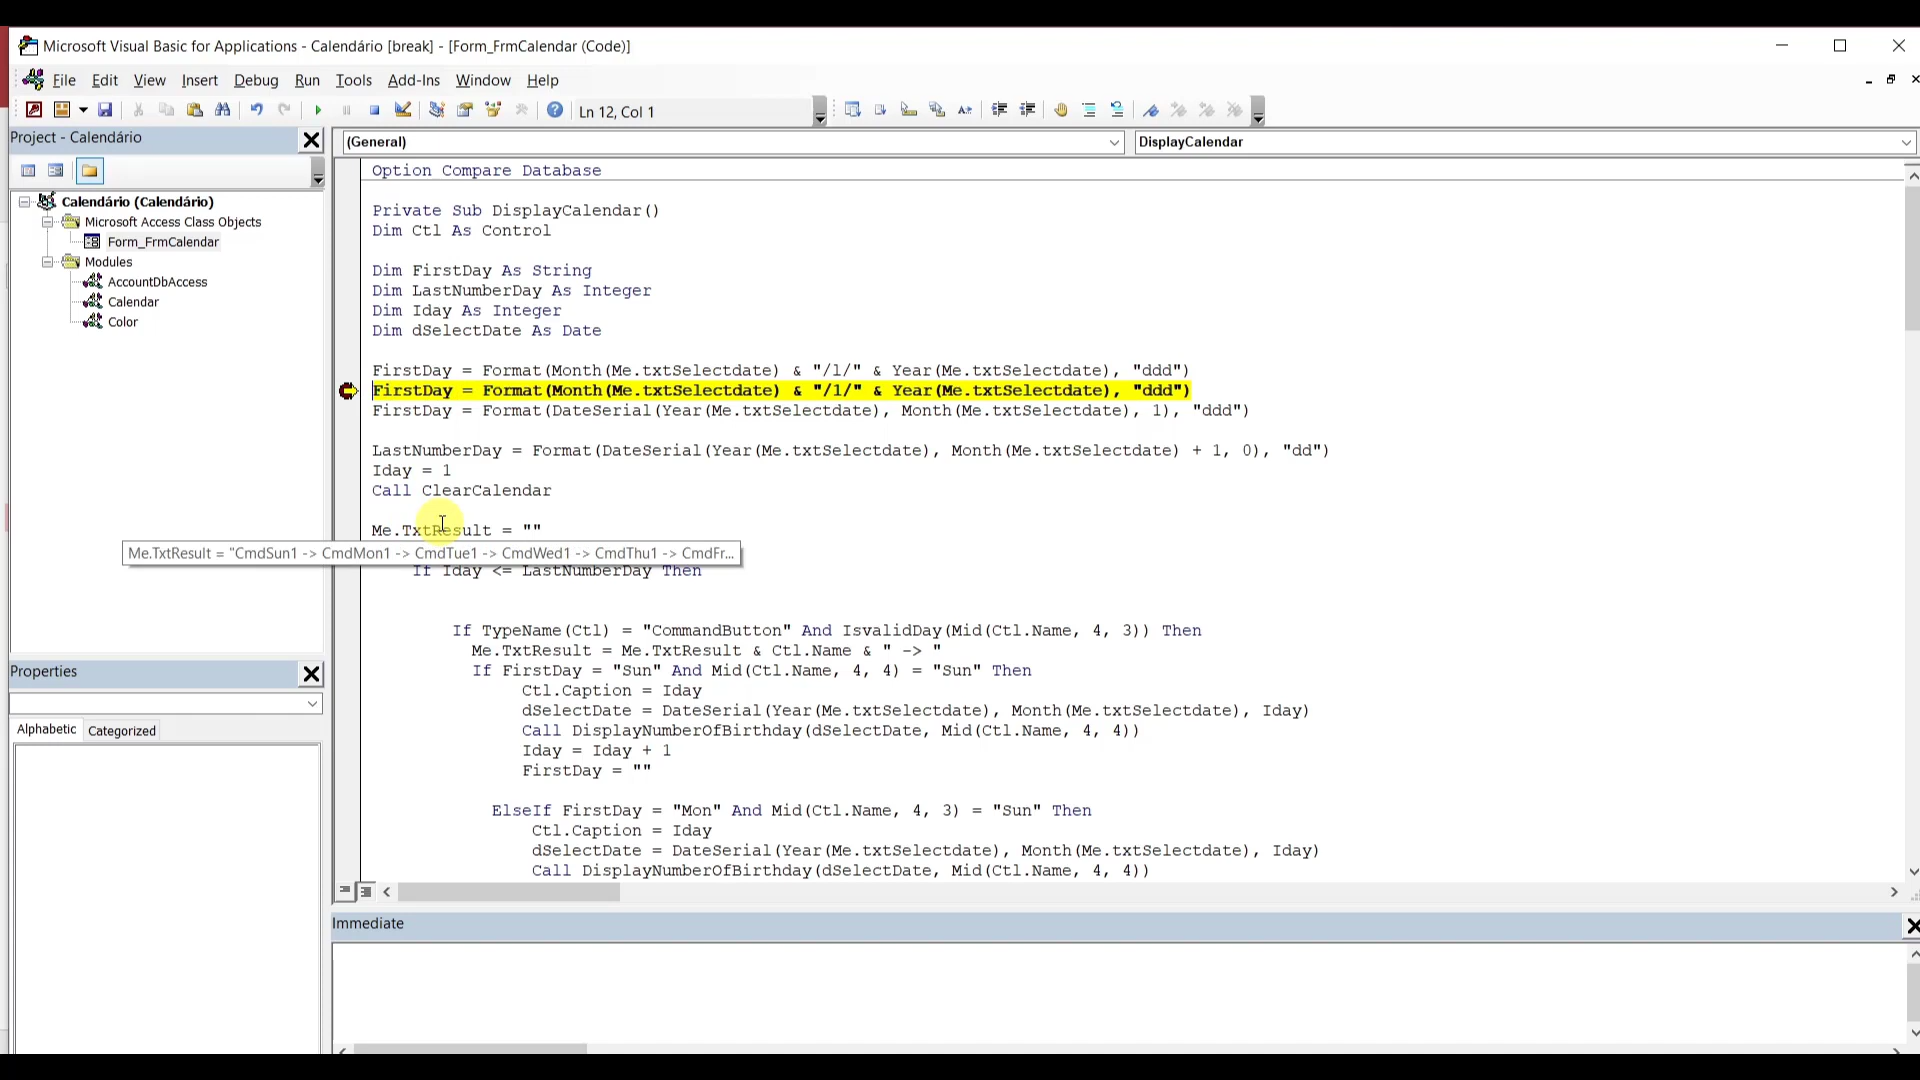 Microsoft Visual Basic for Applications - Calendário [break] - [Form_FrmCalendar (Code)]
File Edit View Insert Debug Run Tools Add-Ins Window Help
Ln 12, Col 1
Project - Calendário
(General)
DisplayCalendar
Calendário (Calendário)
Microsoft Access Class Objects
Form_FrmCalendar
Modules
AccountDbAccess
Calendar
Color
Option Compare Database
Private Sub DisplayCalendar()
Dim Ctl As Control
Dim FirstDay As String
Dim LastNumberDay As Integer
Dim Iday As Integer
Dim dSelectDate As Date
FirstDay = Format(Month(Me.txtSelectdate) & "/1/" & Year(Me.txtSelectdate), "ddd")
FirstDay = Format(Month(Me.txtSelectdate) & "/1/" & Year(Me.txtSelectdate), "ddd")
FirstDay = Format(DateSerial(Year(Me.txtSelectdate), Month(Me.txtSelectdate), 1), "ddd")
LastNumberDay = Format(DateSerial(Year(Me.txtSelectdate), Month(Me.txtSelectdate) + 1, 0), "dd")
Iday = 1
Call ClearCalendar
Me.TxtResult = ""
Me.TxtResult = "CmdSun1 -> CmdMon1 -> CmdTue1 -> CmdWed1 -> CmdThu1 -> CmdFr...
If Iday <= LastNumberDay Then
If TypeName(Ctl) = "CommandButton" And IsvalidDay(Mid(Ctl.Name, 4, 3)) Then
Me.TxtResult = Me.TxtResult & Ctl.Name & " -> "
If FirstDay = "Sun" And Mid(Ctl.Name, 4, 4) = "Sun" Then
Ctl.Caption = Iday
dSelectDate = DateSerial(Year(Me.txtSelectdate), Month(Me.txtSelectdate), Iday)
Call DisplayNumberOfBirthday(dSelectDate, Mid(Ctl.Name, 4, 4))
Iday = Iday + 1
FirstDay = ""
ElseIf FirstDay = "Mon" And Mid(Ctl.Name, 4, 3) = "Sun" Then
Ctl.Caption = Iday
dSelectDate = DateSerial(Year(Me.txtSelectdate), Month(Me.txtSelectdate), Iday)
Call DisplayNumberOfBirthday(dSelectDate, Mid(Ctl.Name, 4, 4))
Properties
Alphabetic Categorized
Immediate